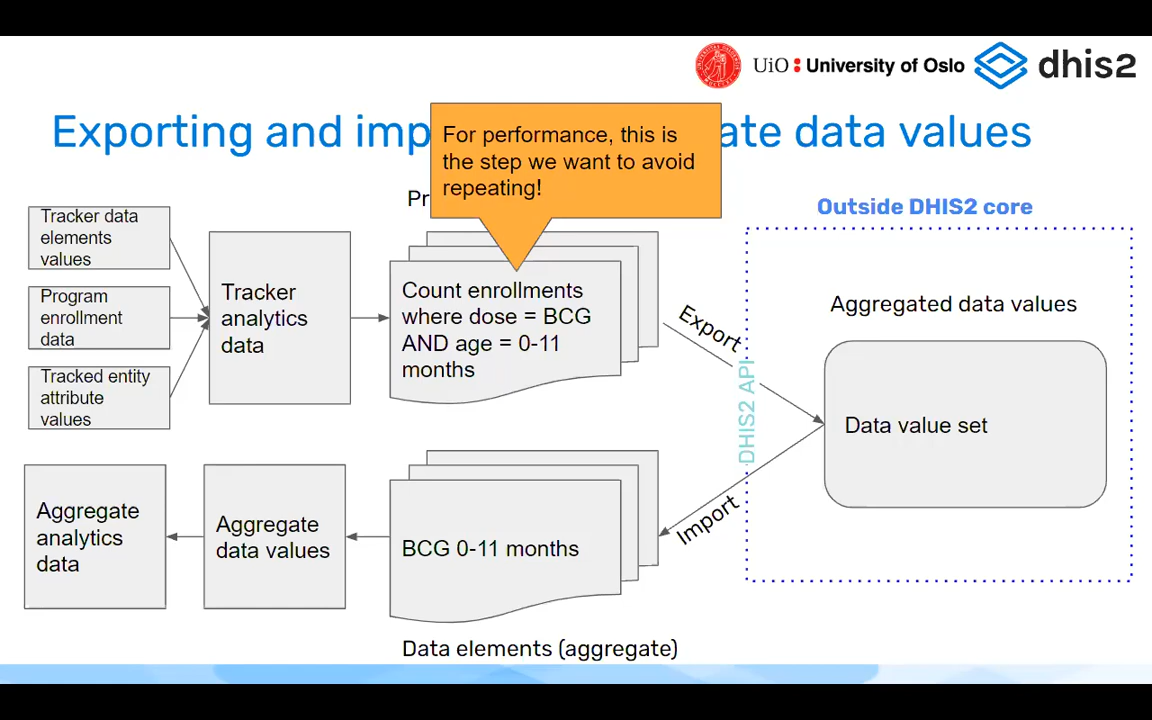 UiO : University of Oslo
dhis2
Exporting and imp ate data values
For performance, this is
the step we want to avoid
repeating!
Outside DHIS2 core
Tracker data
elements
values
Program
enrollment
data
Tracked entity
attribute
values
Tracker
analytics
data
Count enrollments
where dose = BCG
AND age = 0-11
months
Export
DHIS2 API
Import
Aggregated data values
Data value set
Aggregate
analytics
data
Aggregate
data values
BCG 0-11 months
Data elements (aggregate)